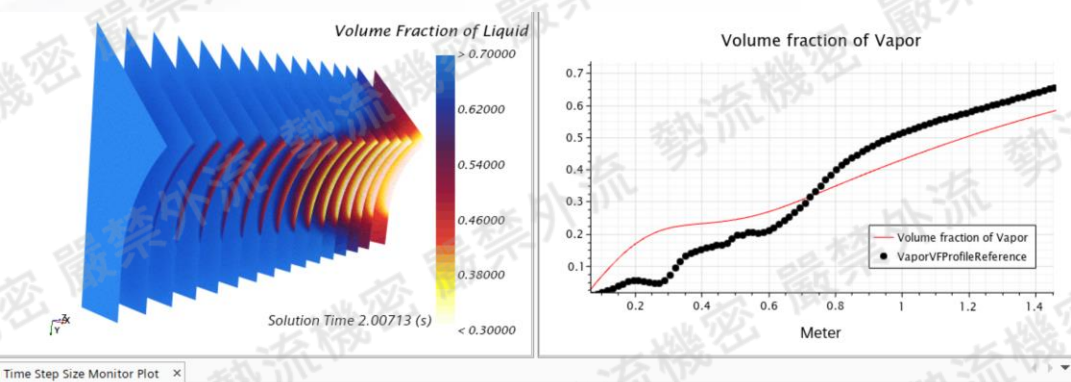 Volume Fraction of Liquid
> 0.70000
0.62000
0.54000
0.46000
0.38000
< 0.30000
Solution Time 2.00713 (s)
Z X
Y
Volume fraction of Vapor
0.7
0.6
0.5
0.4
0.3
0.2
0.1
0.2 0.4 0.6 0.8 1 1.2 1.4
Meter
Volume fraction of Vapor
VaporVFProfileReference
Time Step Size Monitor Plot ×
勢流機密 嚴禁外流